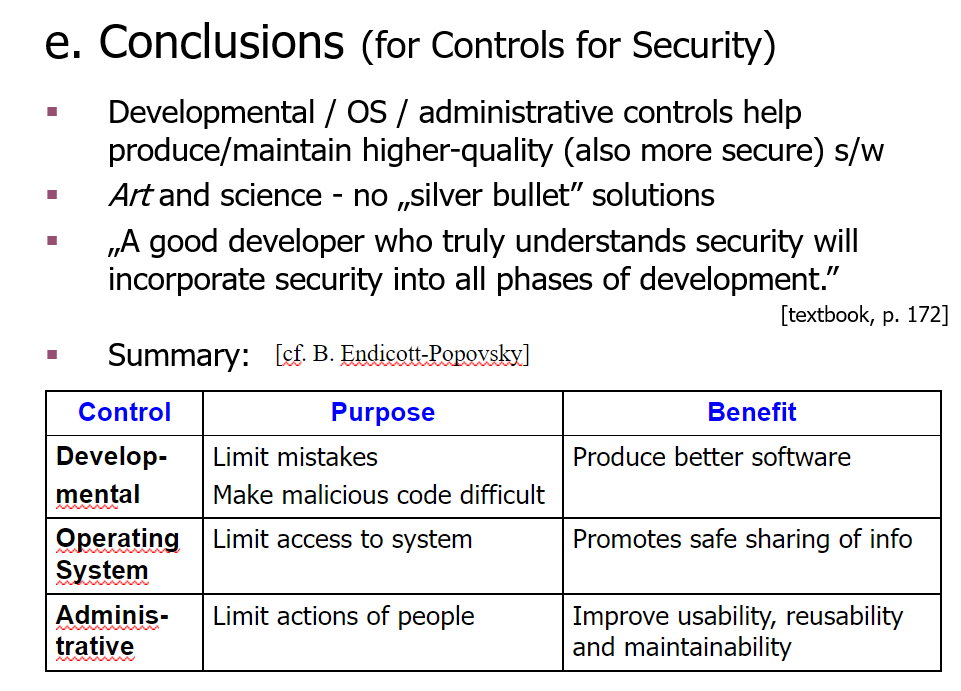 e. Conclusions (for Controls for Security)
▪ Developmental / OS / administrative controls help
produce/maintain higher-quality (also more secure) s/w
▪ Art and science - no „silver bullet” solutions
▪ „A good developer who truly understands security will
incorporate security into all phases of development.”
[textbook, p. 172]
▪ Summary: [cf. B. Endicott-Popovsky]
Control Purpose Benefit
Develop-
mental
Limit mistakes
Make malicious code difficult
Produce better software
Operating
System
Limit access to system
Promotes safe sharing of info
Adminis-
trative
Limit actions of people
Improve usability, reusability
and maintainability